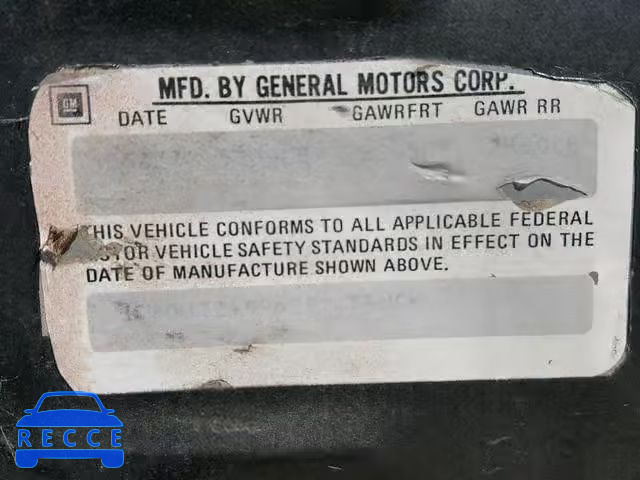 MFD. BY GENERAL MOTORS CORP.
GM
DATE GVWR GAWRFRT GAWR RR
THIS VEHICLE CONFORMS TO ALL APPLICABLE FEDERAL
MOTOR VEHICLE SAFETY STANDARDS IN EFFECT ON THE
DATE OF MANUFACTURE SHOWN ABOVE.
RECCE